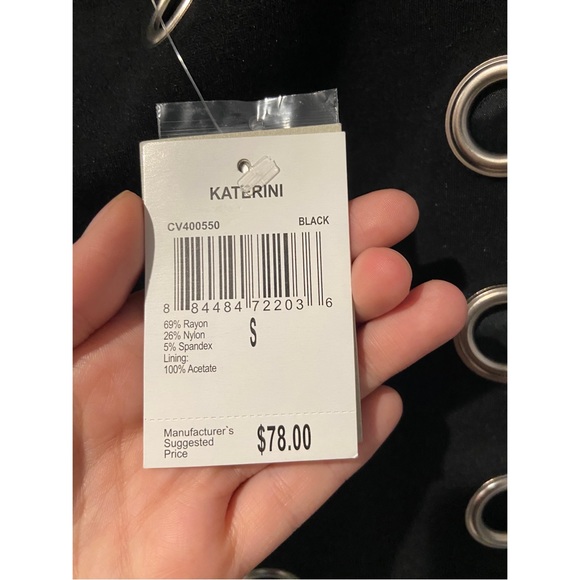 KATERINI
CV400550 BLACK
8 84484 72203 6
69% Rayon
26% Nylon
5% Spandex
Lining:
100% Acetate
S
Manufacturer`s
Suggested
Price
$78.00